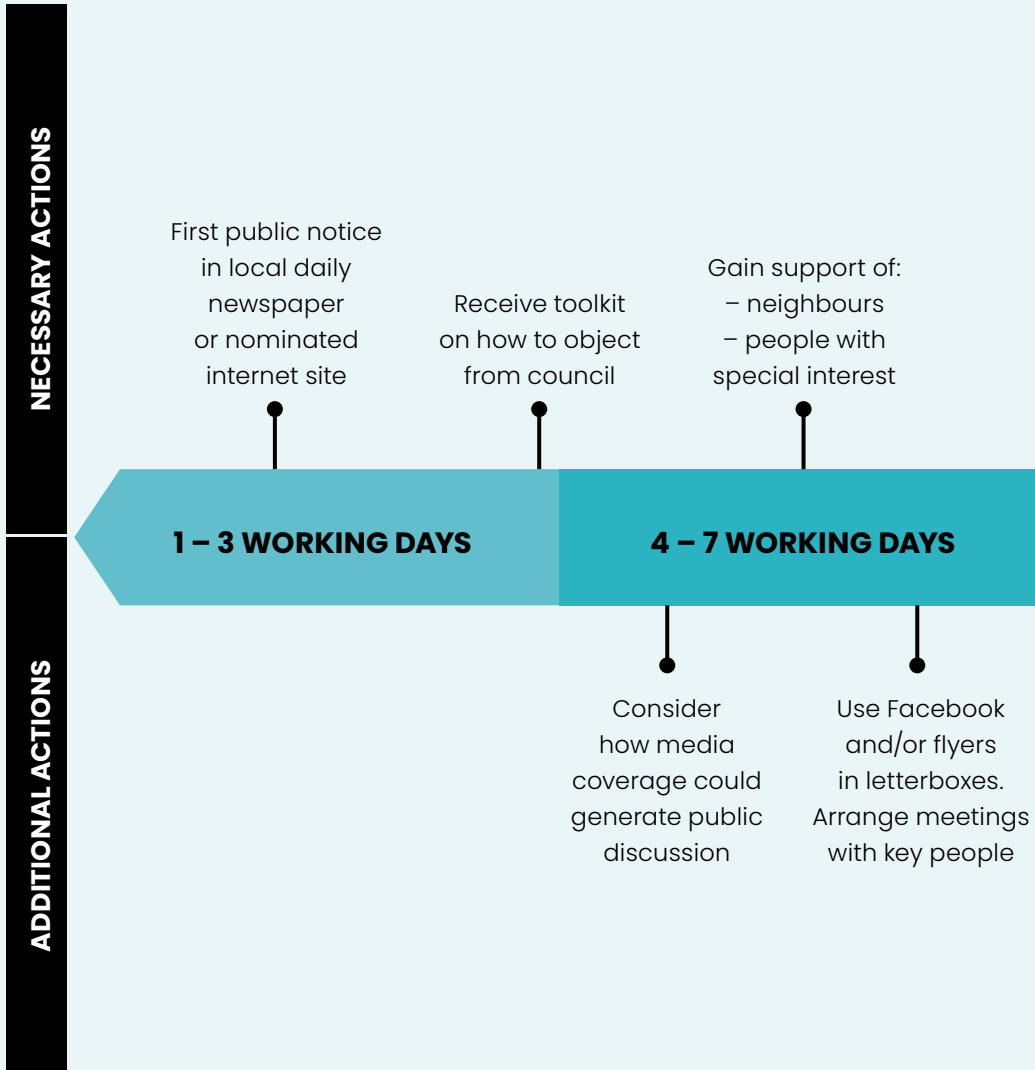 NECESSARY ACTIONS
First public notice
in local daily
newspaper
or nominated
internet site
Receive toolkit
on how to object
from council
Gain support of:
– neighbours
– people with
special interest
1 – 3 WORKING DAYS
4 – 7 WORKING DAYS
ADDITIONAL ACTIONS
Consider
how media
coverage could
generate public
discussion
Use Facebook
and/or flyers
in letterboxes.
Arrange meetings
with key people